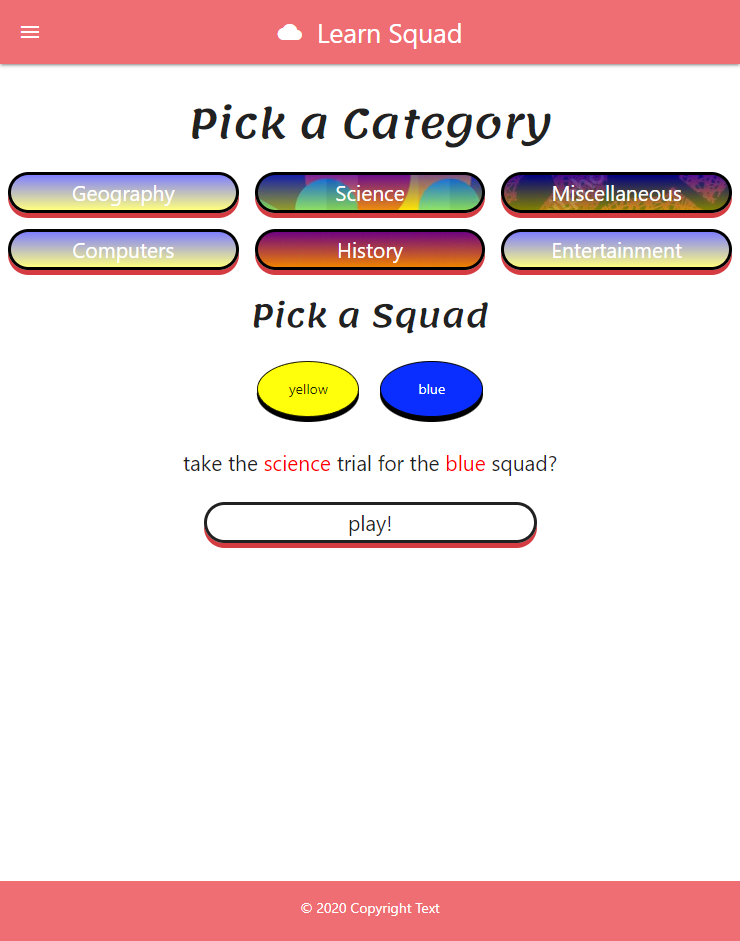 Learn Squad
Pick a Category
Geography Science Miscellaneous
Computers History Entertainment
Pick a Squad
yellow blue
take the science trial for the blue squad?
play!
© 2020 Copyright Text